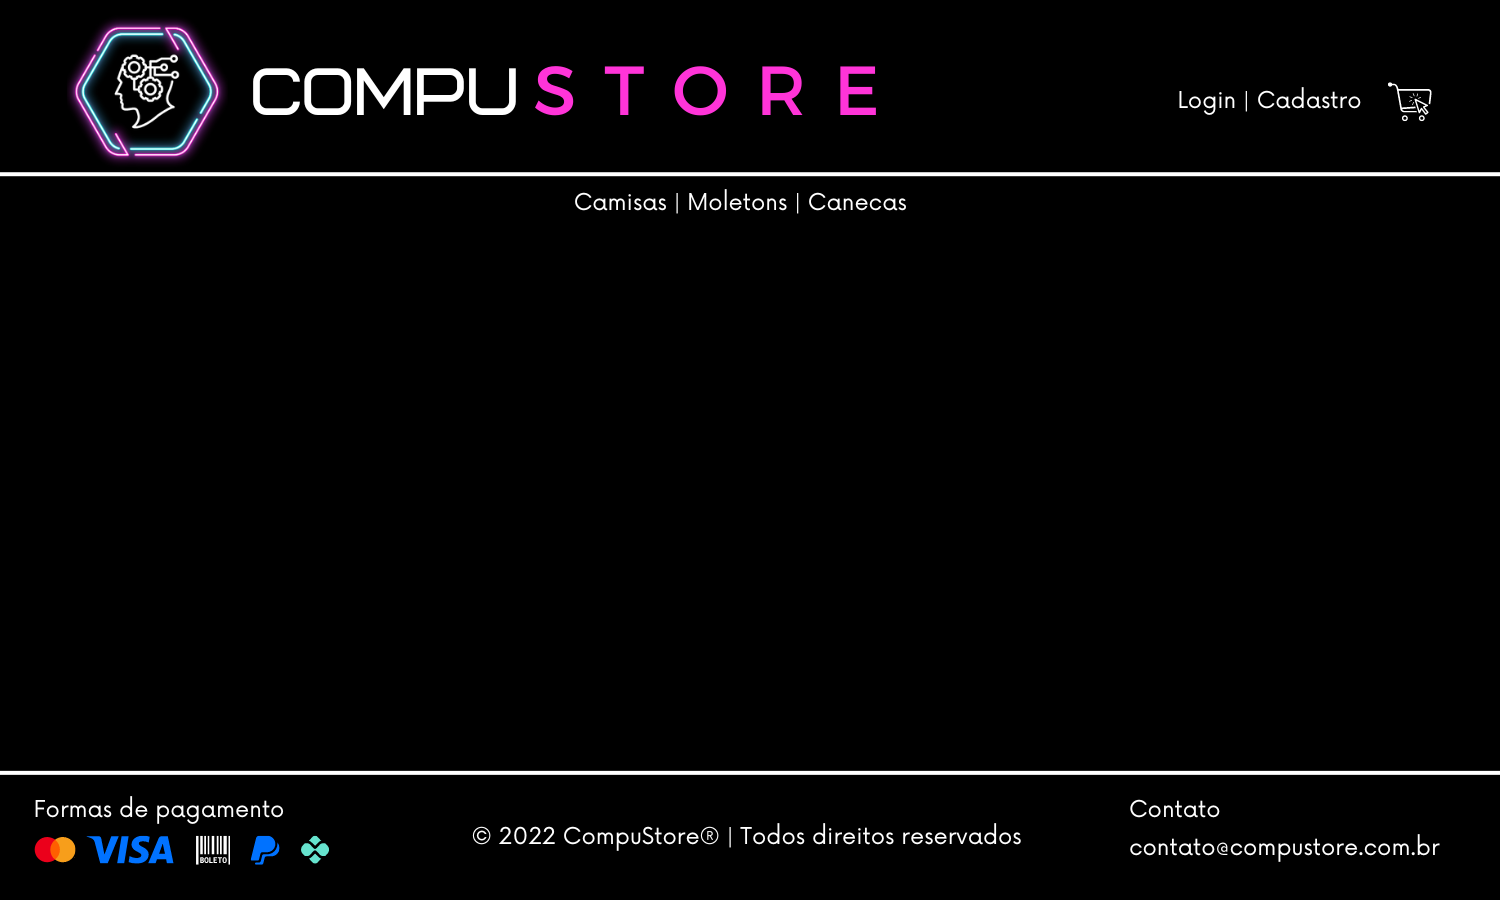 COMPUSTORE
Login | Cadastro
Camisas | Moletons | Canecas
Formas de pagamento
VISA
BOLETO
© 2022 CompuStore® | Todos direitos reservados
Contato
contato@compustore.com.br